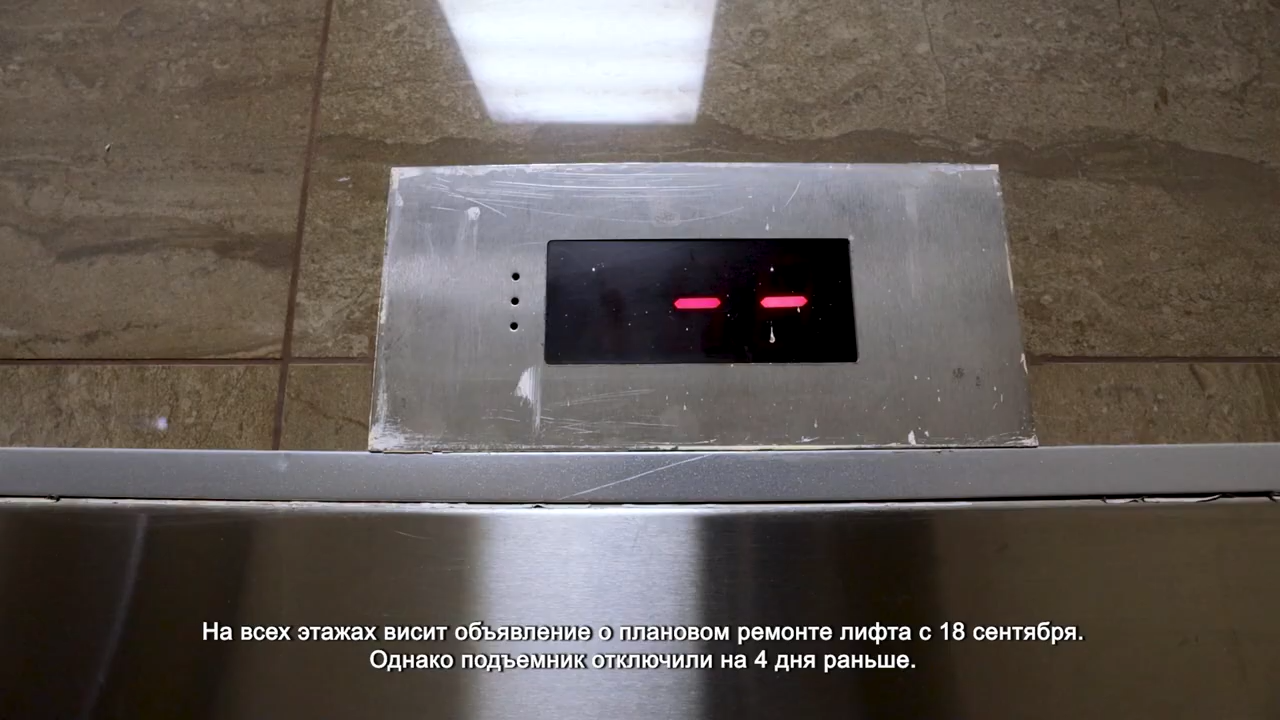 --
На всех этажах висит объявление о плановом ремонте лифта с 18 сентября.
Однако подъемник отключили на 4 дня раньше.